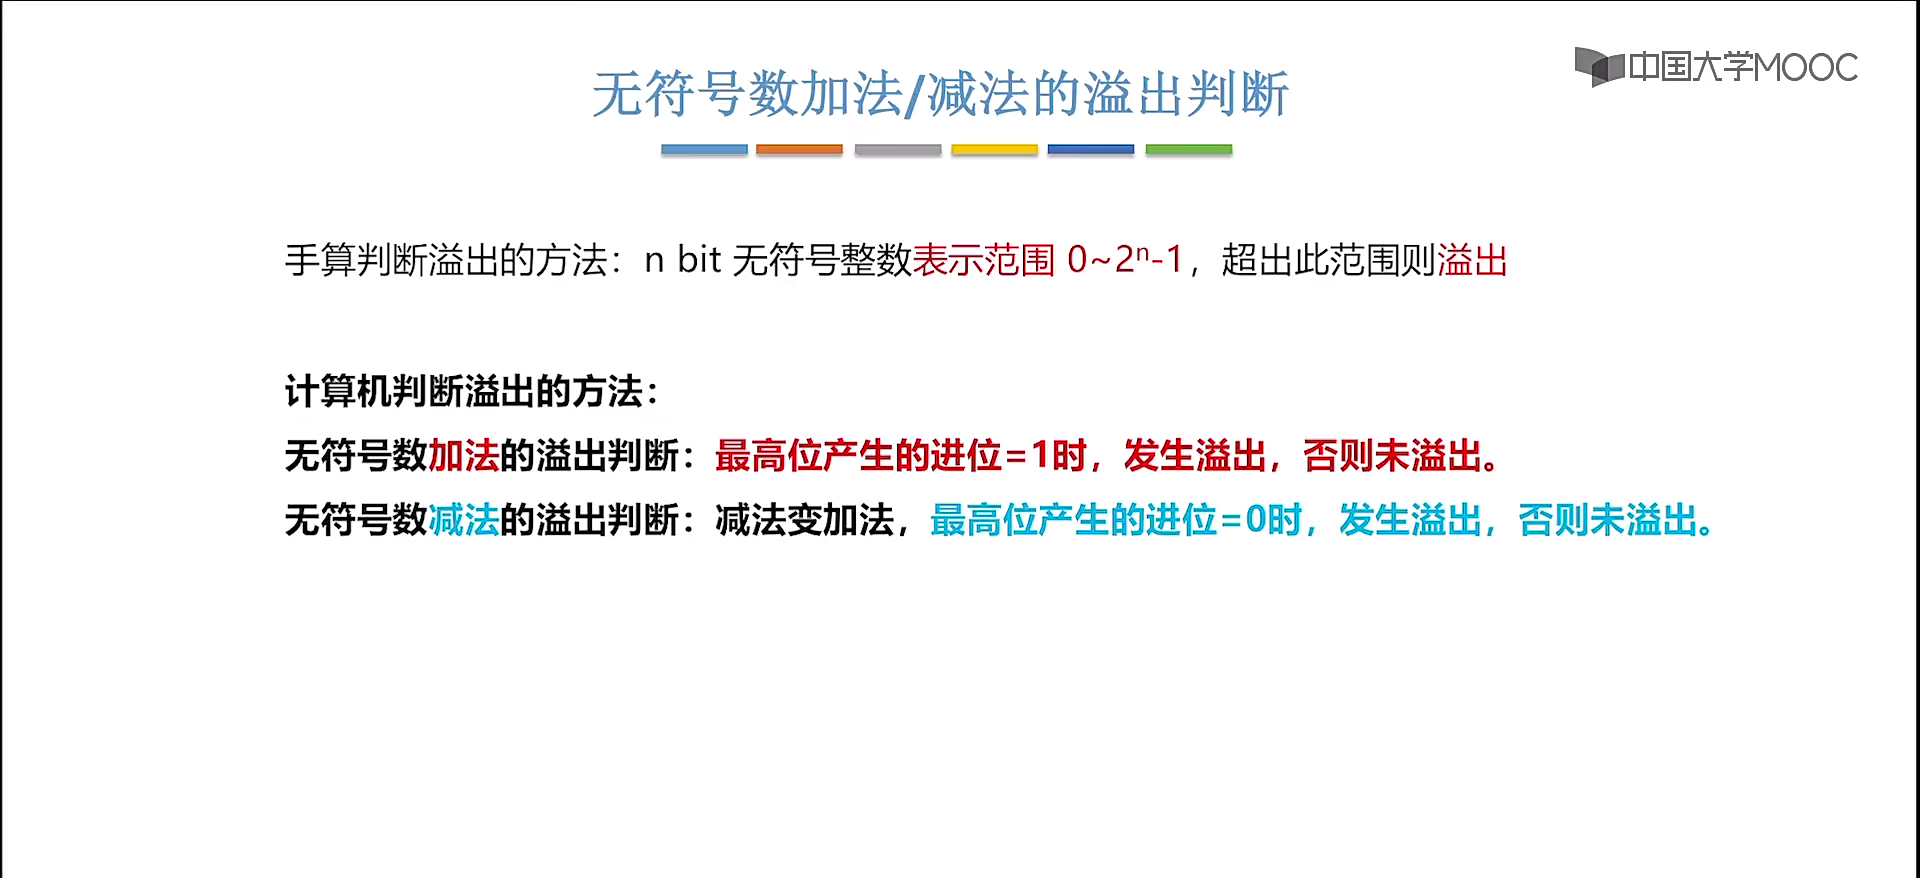 中国大学MOOC
无符号数加法/减法的溢出判断
手算判断溢出的方法：n bit 无符号整数表示范围 0~2ⁿ-1，超出此范围则溢出
计算机判断溢出的方法：
无符号数加法的溢出判断：最高位产生的进位=1时，发生溢出，否则未溢出。
无符号数减法的溢出判断：减法变加法，最高位产生的进位=0时，发生溢出，否则未溢出。